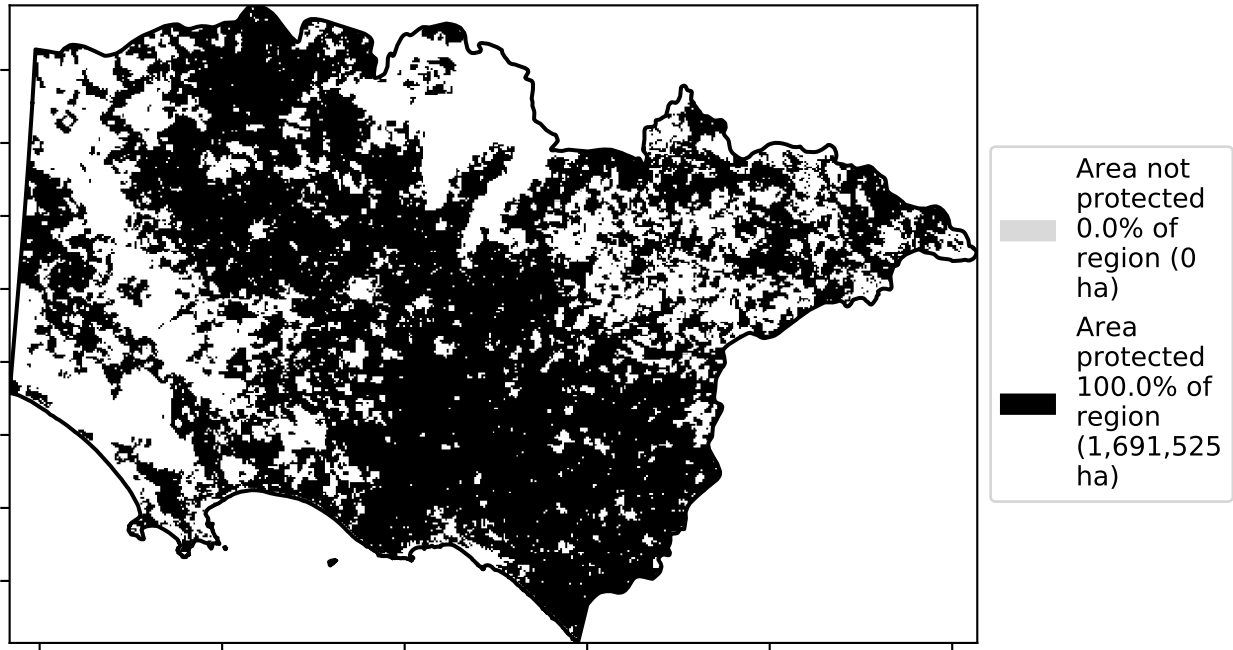 Area not
protected
0.0% of
region (0
ha)
Area
protected
100.0% of
region
(1,691,525
ha)